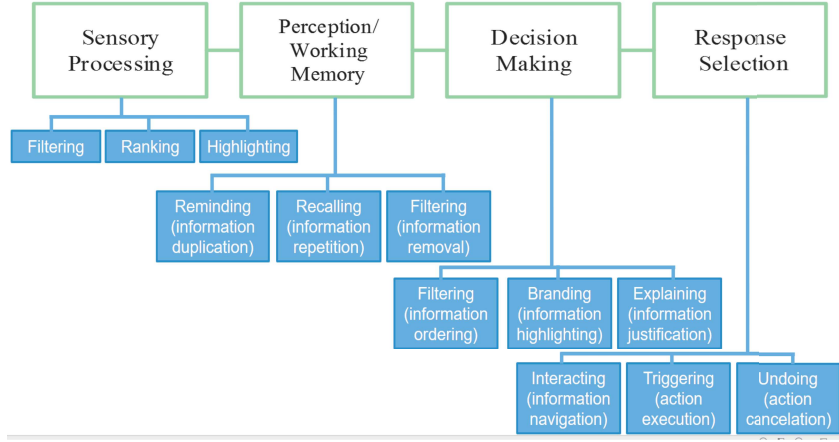 Sensory
Processing
Perception/
Working
Memory
Decision
Making
Response
Selection
Filtering
Ranking
Highlighting
Reminding
(information
duplication)
Recalling
(information
repetition)
Filtering
(information
removal)
Filtering
(information
ordering)
Branding
(information
highlighting)
Explaining
(information
justification)
Interacting
(information
navigation)
Triggering
(action
execution)
Undoing
(action
cancelation)